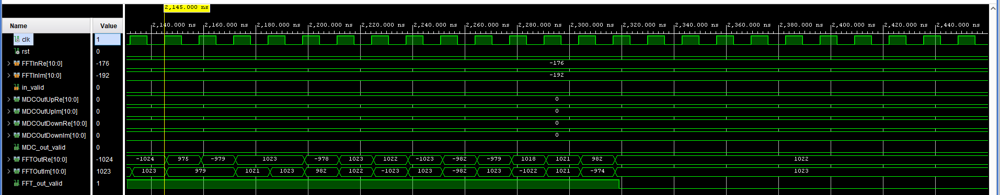 2,145.000 ns
Name Value 2,140.000 ns 2,160.000 ns 2,180.000 ns 2,200.000 ns 2,220.000 ns 2,240.000 ns 2,260.000 ns 2,280.000 ns 2,300.000 ns 2,320.000 ns 2,340.000 ns 2,360.000 ns 2,380.000 ns 2,400.000 ns 2,420.000 ns 2,440.000 ns
clk 1
rst 0
FFTInRe[10:0] -176 -176
FFTInIm[10:0] -192 -192
in_valid 0
MDCOutUpRe[10:0] 0 0
MDCOutUpIm[10:0] 0 0
MDCOutDownRe[10:0] 0 0
MDCOutDownIm[10:0] 0 0
MDC_out_valid 0
FFTOutRe[10:0] -1024 -1024 975 -979 1023 -978 1023 1022 -1023 -982 -979 1018 1021 982 1022
FFTOutIm[10:0] 1023 1023 979 1021 1023 982 1022 -1023 1023 -982 1023 -1022 1021 -974 1023
FFT_out_valid 1